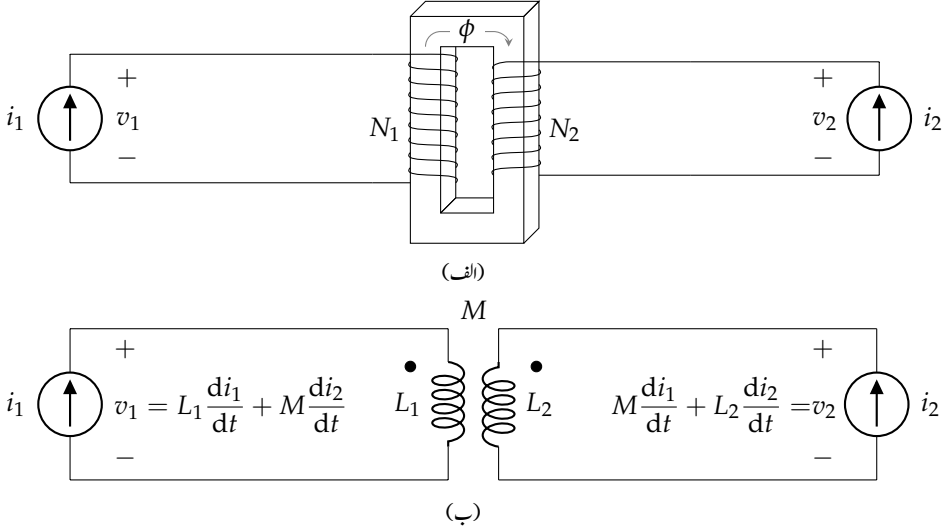 ϕ
+ +
i₁ v₁ N₁ N₂ v₂ i₂
− −
(الف)
M
+ +
i₁ v₁ = L₁ di₁/dt + M di₂/dt L₁ L₂ M di₁/dt + L₂ di₂/dt = v₂ i₂
− −
(ب)